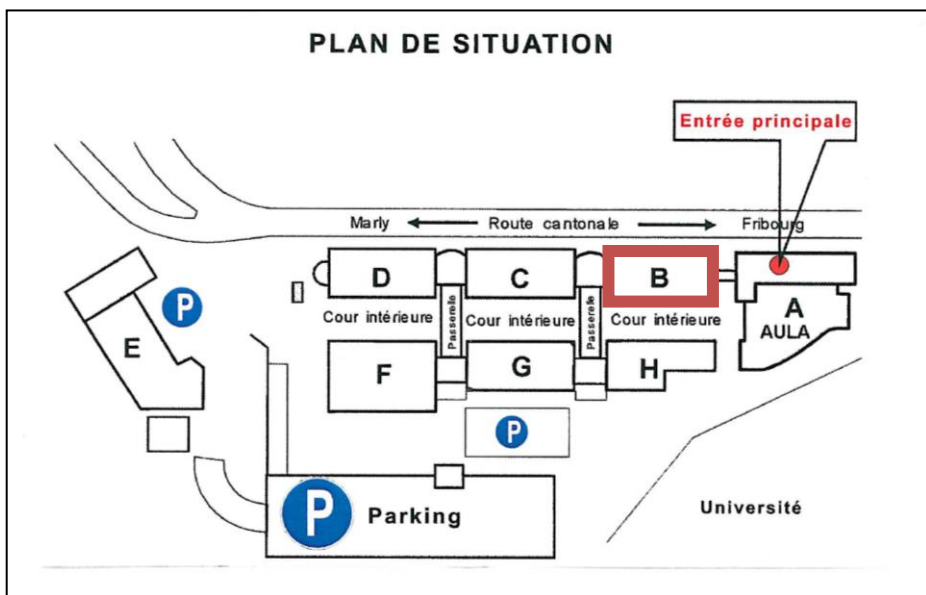 PLAN DE SITUATION
Entrée principale
Marly
Route cantonale
Fribourg
D
C
B
A
AULA
E
P
Cour intérieure
Passerelle
Cour intérieure
Passerelle
Cour intérieure
F
G
H
P
P
Parking
Université